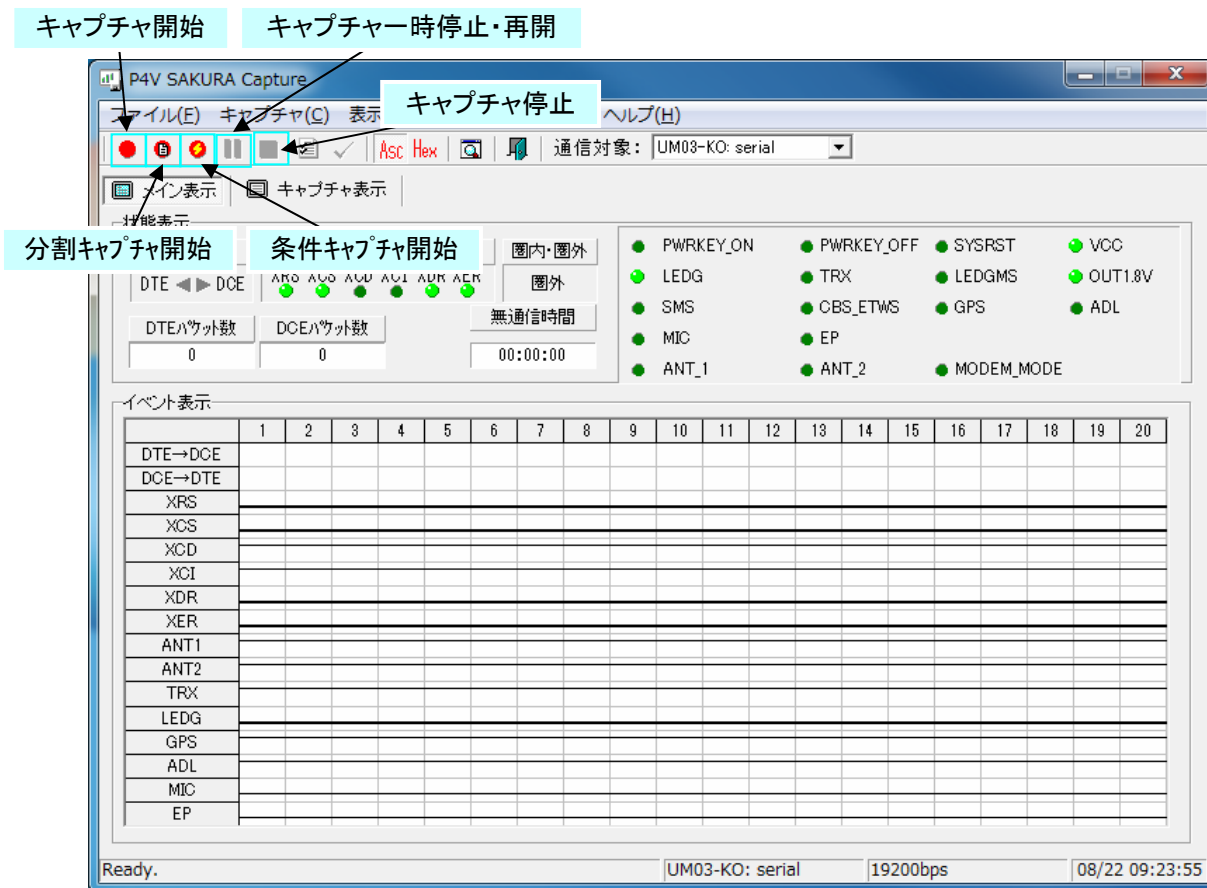 キャプチャ開始
キャプチャー時停止・再開
P4V SAKURA Capture
キャプチャ停止
ファイル(F) キャプチャ(C) 表示 ヘルプ(H)
Asc Hex 通信対象: UM03-KO: serial
メイン表示 キャプチャ表示
状態表示
分割ｷｬﾌﾟﾁｬ開始
条件ｷｬﾌﾟﾁｬ開始
圏内・圏外
DTE DCE XRS XCS XCD XCI XDR XER 圏外
無通信時間
DTEﾊﾟｹｯﾄ数 DCEﾊﾟｹｯﾄ数
0 0 00:00:00
PWRKEY_ON PWRKEY_OFF SYSRST VCC
LEDG TRX LEDGMS OUT1.8V
SMS CBS_ETWS GPS ADL
MIC EP
ANT_1 ANT_2 MODEM_MODE
イベント表示
1 2 3 4 5 6 7 8 9 10 11 12 13 14 15 16 17 18 19 20
DTE→DCE
DCE→DTE
XRS
XCS
XCD
XCI
XDR
XER
ANT1
ANT2
TRX
LEDG
GPS
ADL
MIC
EP
Ready. UM03-KO: serial 19200bps 08/22 09:23:55